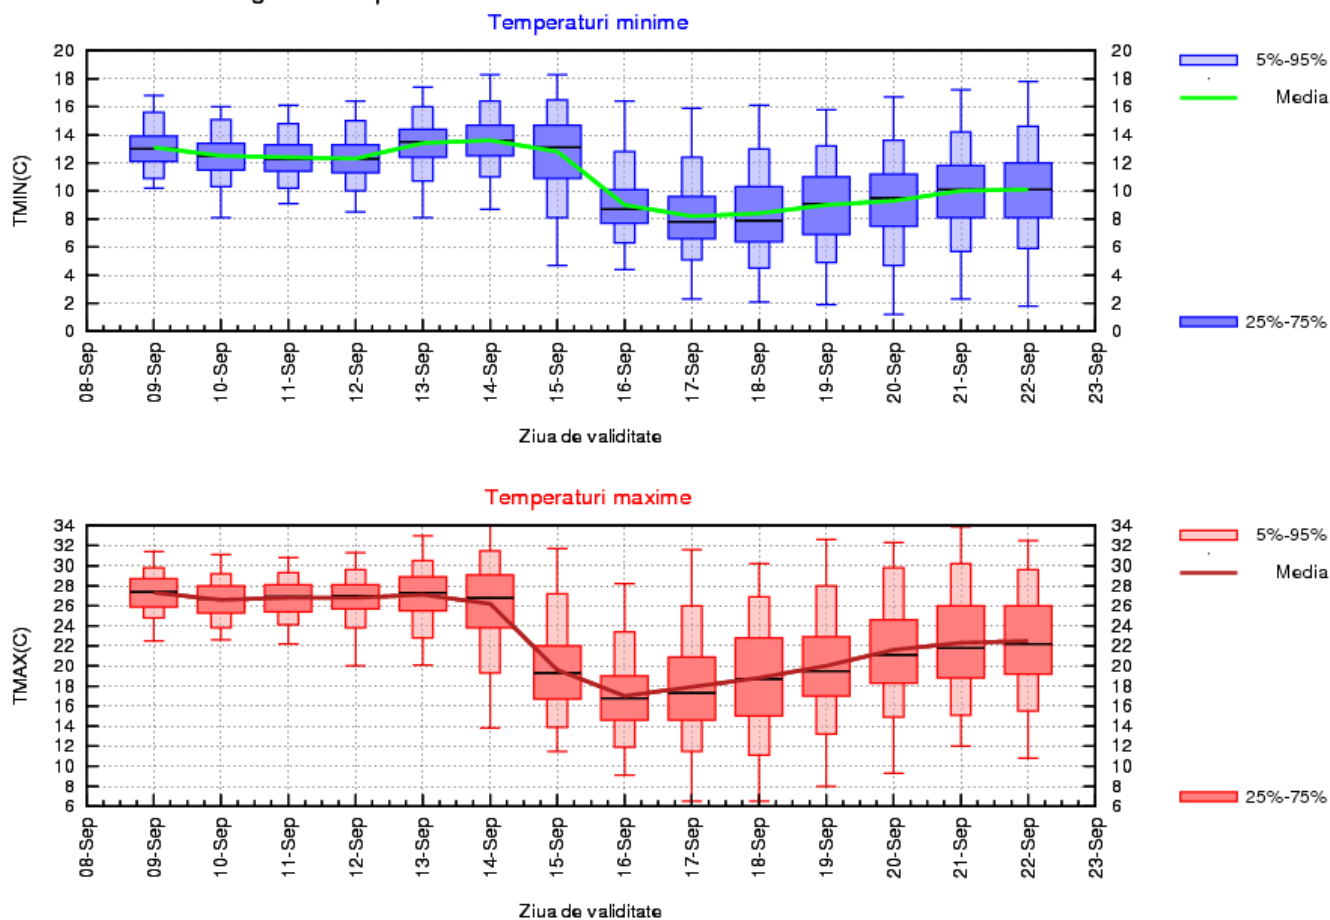 Temperaturi minime
20
18
16
14
12
10
8
6
4
2
0
TMIN(C)
20
18
16
14
12
10
8
6
4
2
0
08-Sep
09-Sep
10-Sep
11-Sep
12-Sep
13-Sep
14-Sep
15-Sep
16-Sep
17-Sep
18-Sep
19-Sep
20-Sep
21-Sep
22-Sep
23-Sep
Ziua de validitate
5%-95%
Media
25%-75%
Temperaturi maxime
34
32
30
28
26
24
22
20
18
16
14
12
10
8
6
TMAX(C)
34
32
30
28
26
24
22
20
18
16
14
12
10
8
6
08-Sep
09-Sep
10-Sep
11-Sep
12-Sep
13-Sep
14-Sep
15-Sep
16-Sep
17-Sep
18-Sep
19-Sep
20-Sep
21-Sep
22-Sep
23-Sep
Ziua de validitate
5%-95%
Media
25%-75%